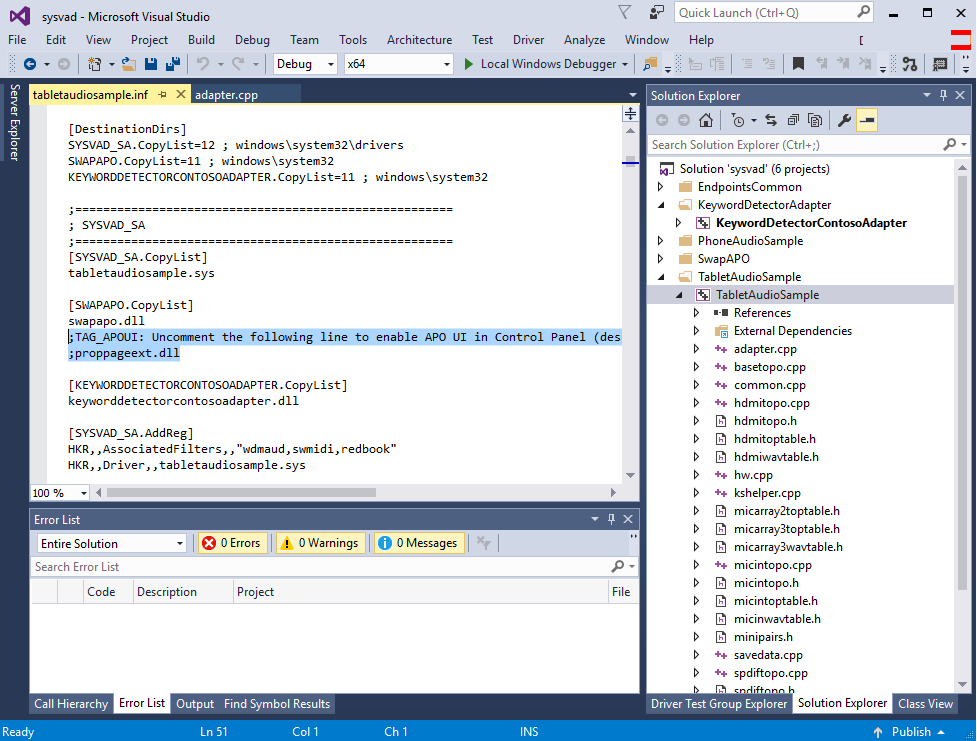 sysvad - Microsoft Visual Studio
Quick Launch (Ctrl+Q)
File Edit View Project Build Debug Team Tools Architecture Test Driver Analyze Window Help
Debug x64 Local Windows Debugger
Server Explorer
tabletaudiosample.inf adapter.cpp
[DestinationDirs]
SYSVAD_SA.CopyList=12 ; windows\system32\drivers
SWAPAPO.CopyList=11 ; windows\system32
KEYWORDDETECTORCONTOSOADAPTER.CopyList=11 ; windows\system32
;====================================================
; SYSVAD_SA
;====================================================
[SYSVAD_SA.CopyList]
tabletaudiosample.sys
[SWAPAPO.CopyList]
swapapo.dll
;TAG_APOUI: Uncomment the following line to enable APO UI in Control Panel (des
;proppageext.dll
[KEYWORDDETECTORCONTOSOADAPTER.CopyList]
keyworddetectorcontosoadapter.dll
[SYSVAD_SA.AddReg]
HKR,,AssociatedFilters,,"wdmaud,swmidi,redbook"
HKR,,Driver,,tabletaudiosample.sys
100 %
Error List
Entire Solution 0 Errors 0 Warnings 0 Messages
Search Error List
Code Description Project File
Call Hierarchy Error List Output Find Symbol Results
Solution Explorer
Search Solution Explorer (Ctrl+;)
Solution 'sysvad' (6 projects)
EndpointsCommon
KeywordDetectorAdapter
KeywordDetectorContosoAdapter
PhoneAudioSample
SwapAPO
TabletAudioSample
TabletAudioSample
References
External Dependencies
adapter.cpp
basetopo.cpp
common.cpp
hdmitopo.cpp
hdmitopo.h
hdmitoptable.h
hdmiwavtable.h
hw.cpp
kshelper.cpp
micarray2toptable.h
micarray3toptable.h
micarray3wavtable.h
micintopo.cpp
micintopo.h
micintoptable.h
micinwavtable.h
minipairs.h
savedata.cpp
spdiftopo.cpp
spdiftopo.h
Driver Test Group Explorer Solution Explorer Class View
Ready Ln 51 Col 1 Ch 1 INS Publish